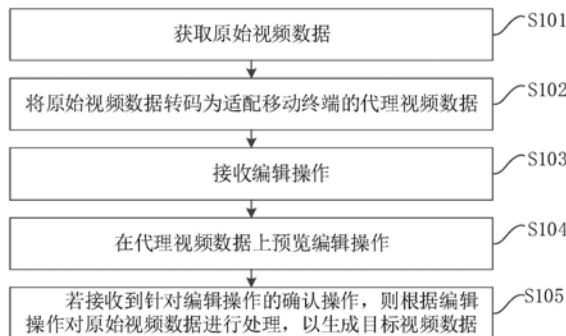 获取原始视频数据
S101
将原始视频数据转码为适配移动终端的代理视频数据
S102
接收编辑操作
S103
在代理视频数据上预览编辑操作
S104
若接收到针对编辑操作的确认操作，则根据编辑
操作对原始视频数据进行处理，以生成目标视频数据
S105